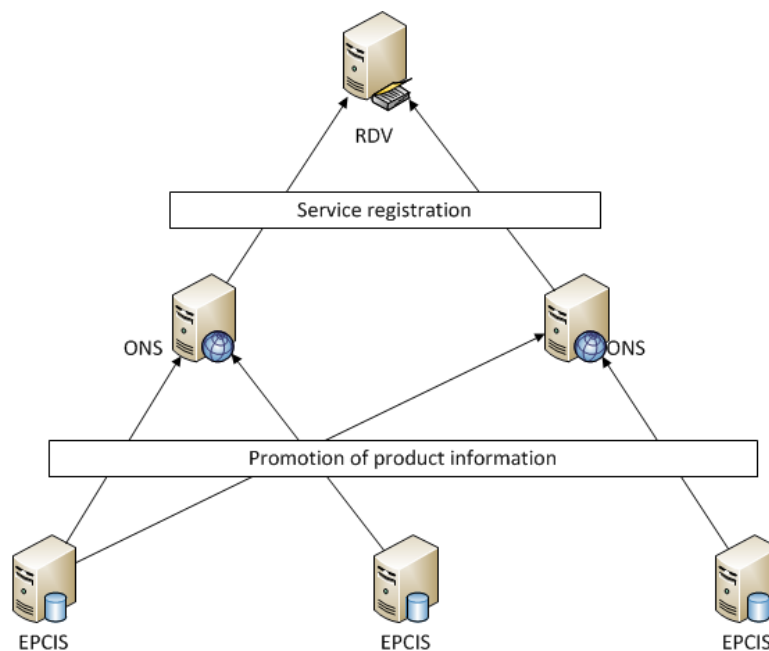 RDV
Service registration
ONS
ONS
Promotion of product information
EPCIS
EPCIS
EPCIS